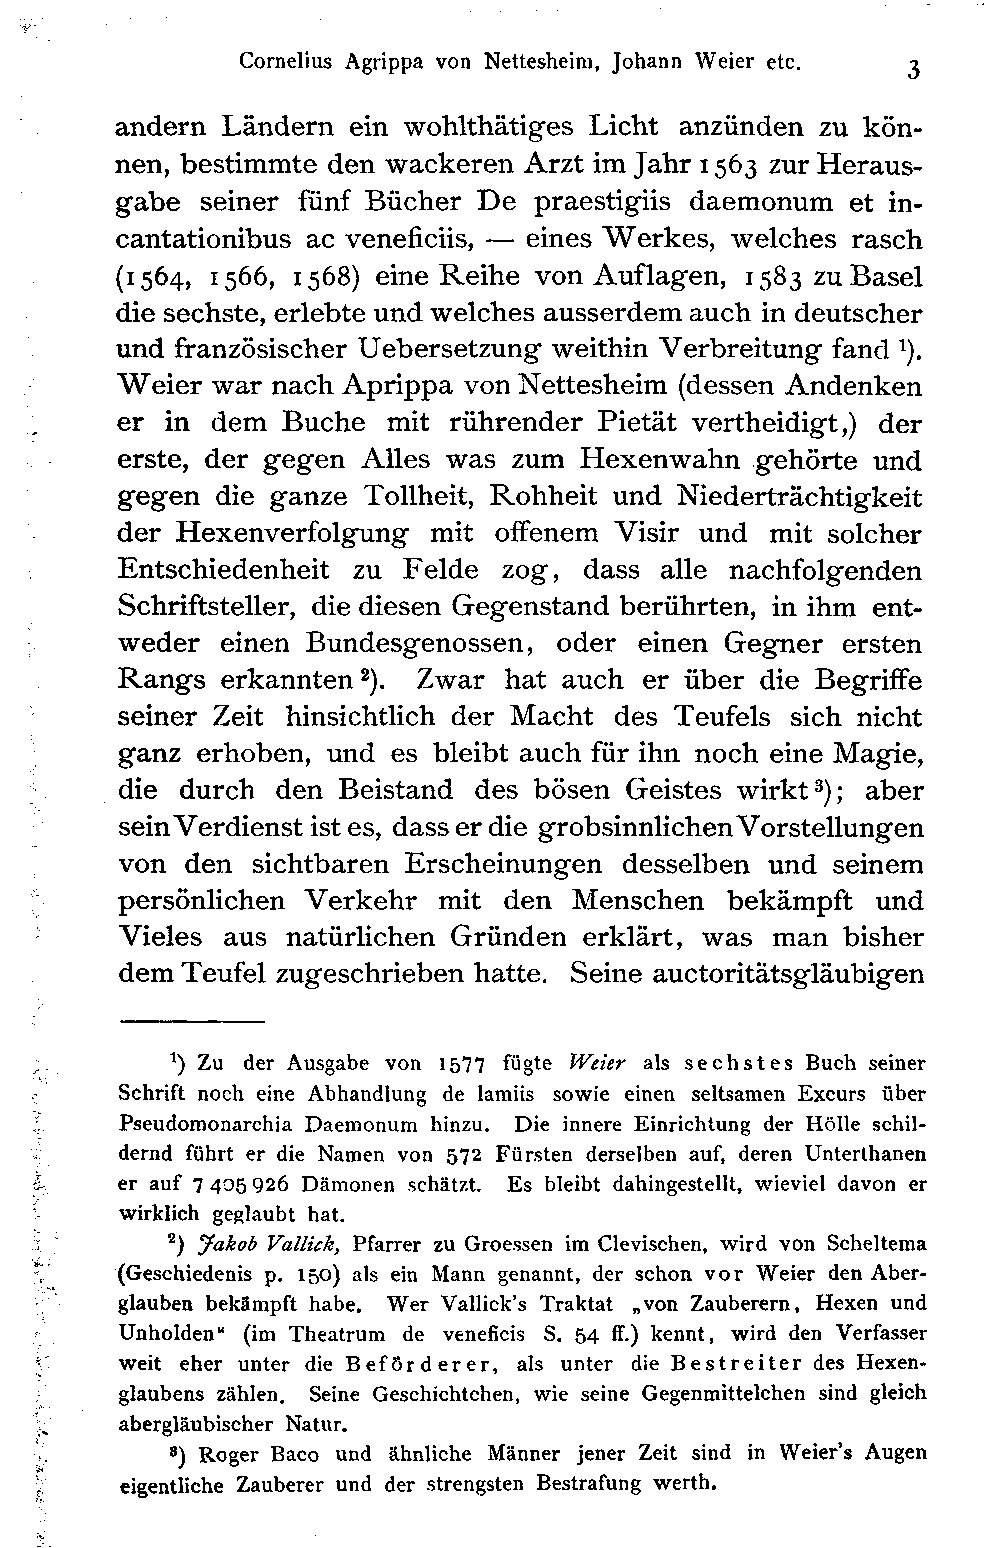 Cornelius Agrippa von Nettesheim, Johann Weier etc. 3
andern Ländern ein wohlthätiges Licht anzünden zu kön-
nen, bestimmte den wackeren Arzt im Jahr 1563 zur Heraus-
gabe seiner fünf Bücher De praestigiis daemonum et in-
cantationibus ac veneficiis, — eines Werkes, welches rasch
(1564, 1566, 1568) eine Reihe von Auflagen, 1583 zu Basel
die sechste, erlebte und welches ausserdem auch in deutscher
und französischer Uebersetzung weithin Verbreitung fand ¹).
Weier war nach Aprippa von Nettesheim (dessen Andenken
er in dem Buche mit rührender Pietät vertheidigt,) der
erste, der gegen Alles was zum Hexenwahn gehörte und
gegen die ganze Tollheit, Rohheit und Niederträchtigkeit
der Hexenverfolgung mit offenem Visir und mit solcher
Entschiedenheit zu Felde zog, dass alle nachfolgenden
Schriftsteller, die diesen Gegenstand berührten, in ihm ent-
weder einen Bundesgenossen, oder einen Gegner ersten
Rangs erkannten ²). Zwar hat auch er über die Begriffe
seiner Zeit hinsichtlich der Macht des Teufels sich nicht
ganz erhoben, und es bleibt auch für ihn noch eine Magie,
die durch den Beistand des bösen Geistes wirkt ³); aber
sein Verdienst ist es, dass er die grobsinnlichen Vorstellungen
von den sichtbaren Erscheinungen desselben und seinem
persönlichen Verkehr mit den Menschen bekämpft und
Vieles aus natürlichen Gründen erklärt, was man bisher
dem Teufel zugeschrieben hatte. Seine auctoritätsgläubigen
¹) Zu der Ausgabe von 1577 fügte Weier als sechstes Buch seiner
Schrift noch eine Abhandlung de lamiis sowie einen seltsamen Excurs über
Pseudomonarchia Daemonum hinzu. Die innere Einrichtung der Hölle schil-
dernd führt er die Namen von 572 Fürsten derselben auf, deren Unterthanen
er auf 7 405 926 Dämonen schätzt. Es bleibt dahingestellt, wieviel davon er
wirklich geglaubt hat.
²) Jakob Vallick, Pfarrer zu Groessen im Clevischen, wird von Scheltema
(Geschiedenis p. 150) als ein Mann genannt, der schon vor Weier den Aber-
glauben bekämpft habe. Wer Vallick's Traktat „von Zauberern, Hexen und
Unholden“ (im Theatrum de veneficis S. 54 ff.) kennt, wird den Verfasser
weit eher unter die Beförderer, als unter die Bestreiter des Hexen-
glaubens zählen. Seine Geschichtchen, wie seine Gegenmittelchen sind gleich
abergläubischer Natur.
³) Roger Baco und ähnliche Männer jener Zeit sind in Weier's Augen
eigentliche Zauberer und der strengsten Bestrafung werth.